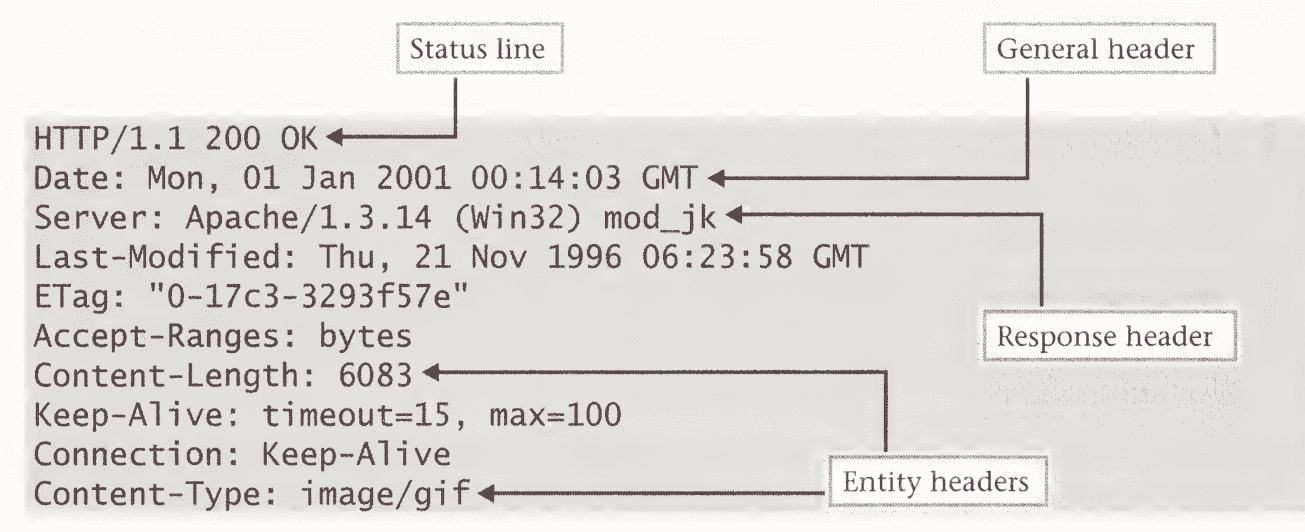 Status line
General header
HTTP/1.1 200 OK
Date: Mon, 01 Jan 2001 00:14:03 GMT
Server: Apache/1.3.14 (Win32) mod_jk
Last-Modified: Thu, 21 Nov 1996 06:23:58 GMT
ETag: "0-17c3-3293f57e"
Accept-Ranges: bytes
Response header
Content-Length: 6083
Keep-Alive: timeout=15, max=100
Connection: Keep-Alive
Entity headers
Content-Type: image/gif